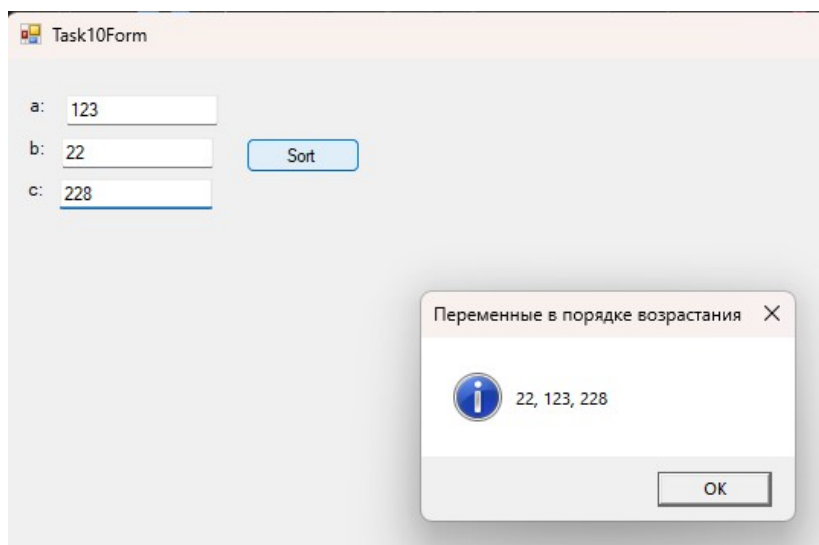 Task10Form
a: 123
b: 22
Sort
c: 228
Переменные в порядке возрастания
22, 123, 228
OK